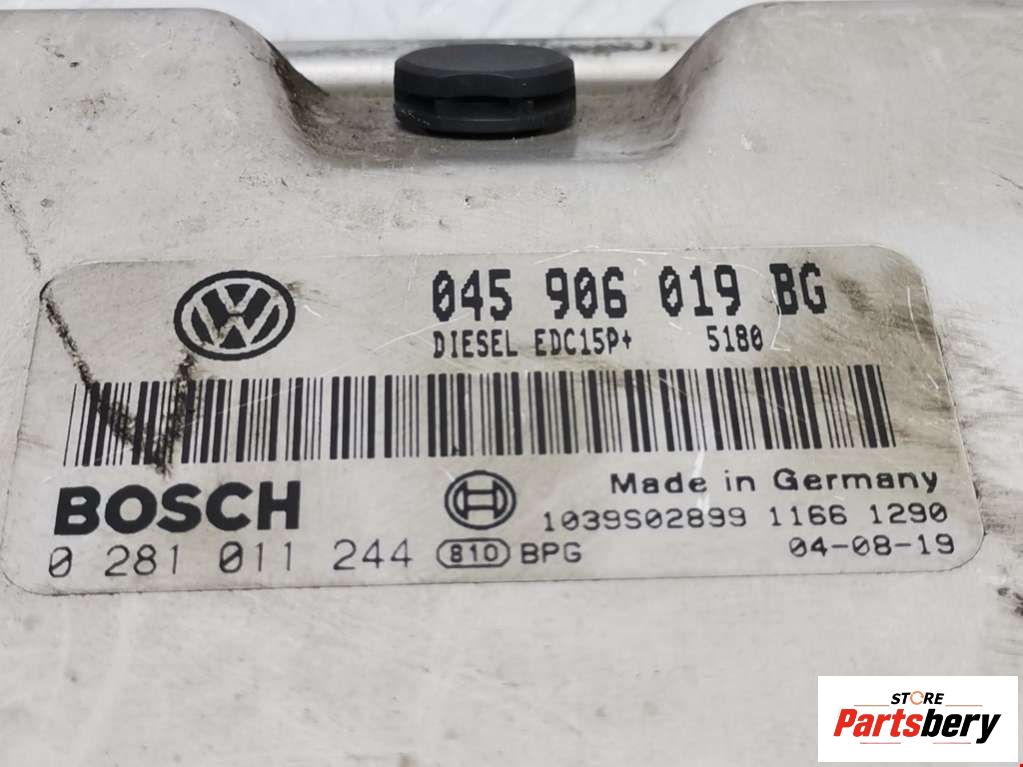 045 906 019 BG
DIESEL EDC15P+ 5180
BOSCH
Made in Germany
1039S02899 1166 1290
0 281 011 244 810 BPG 04-08-19
STORE
Partsbery